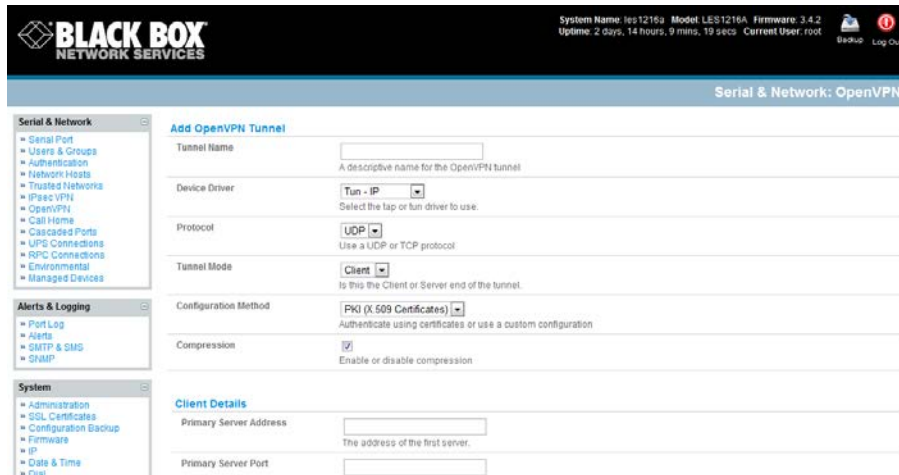 BLACK BOX
NETWORK SERVICES
System Name: les1216a Model: LES1216A Firmware: 3.4.2
Uptime: 2 days, 14 hours, 9 mins, 19 secs Current User: root
Backup
Log Ou
Serial & Network: OpenVPN
Serial & Network
Serial Port
Users & Groups
Authentication
Network Hosts
Trusted Networks
IPsec VPN
OpenVPN
Call Home
Cascaded Ports
UPS Connections
RPC Connections
Environmental
Managed Devices
Alerts & Logging
Port Log
Alerts
SMTP & SMS
SNMP
System
Administration
SSL Certificates
Configuration Backup
Firmware
IP
Date & Time
Dial
Add OpenVPN Tunnel
Tunnel Name
A descriptive name for the OpenVPN tunnel
Device Driver
Tun - IP
Select the tap or tun driver to use.
Protocol
UDP
Use a UDP or TCP protocol
Tunnel Mode
Client
Is this the Client or Server end of the tunnel.
Configuration Method
PKI (X.509 Certificates)
Authenticate using certificates or use a custom configuration
Compression
Enable or disable compression
Client Details
Primary Server Address
The address of the first server.
Primary Server Port